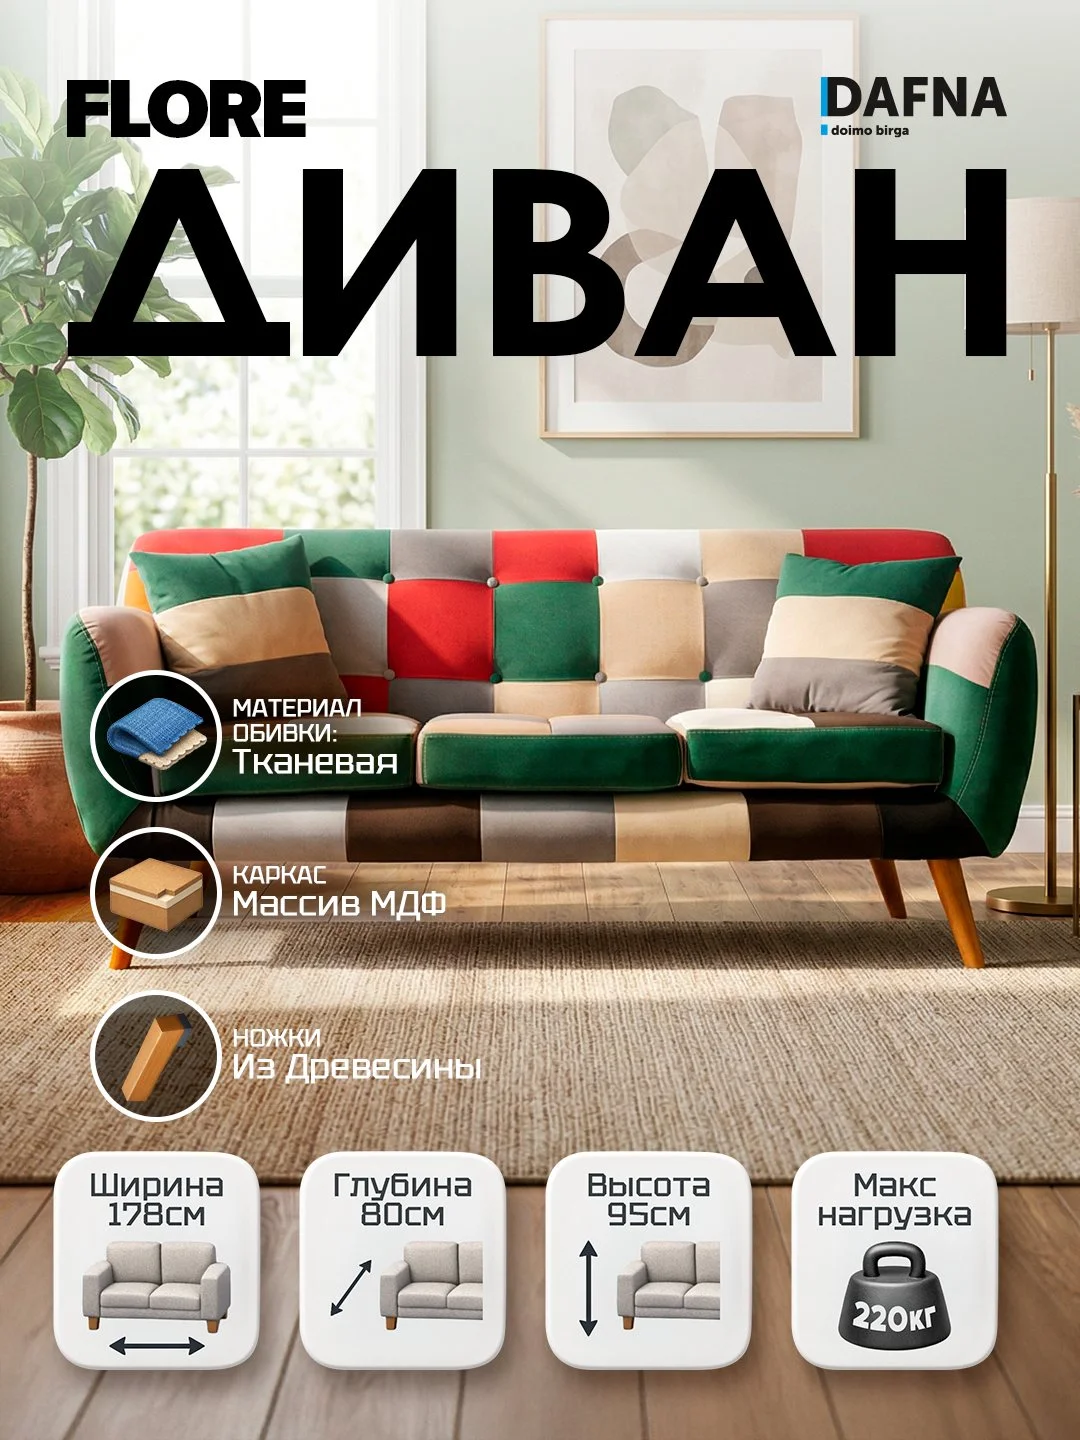 FLORE
DAFNA
doimo birga
ДИВАН
МАТЕРИАЛ
ОБИВКИ:
Тканевая
КАРКАС
Массив МДФ
НОЖКИ
Из Древесины
Ширина
178см
Глубина
80см
Высота
95см
Макс
нагрузка
220кг